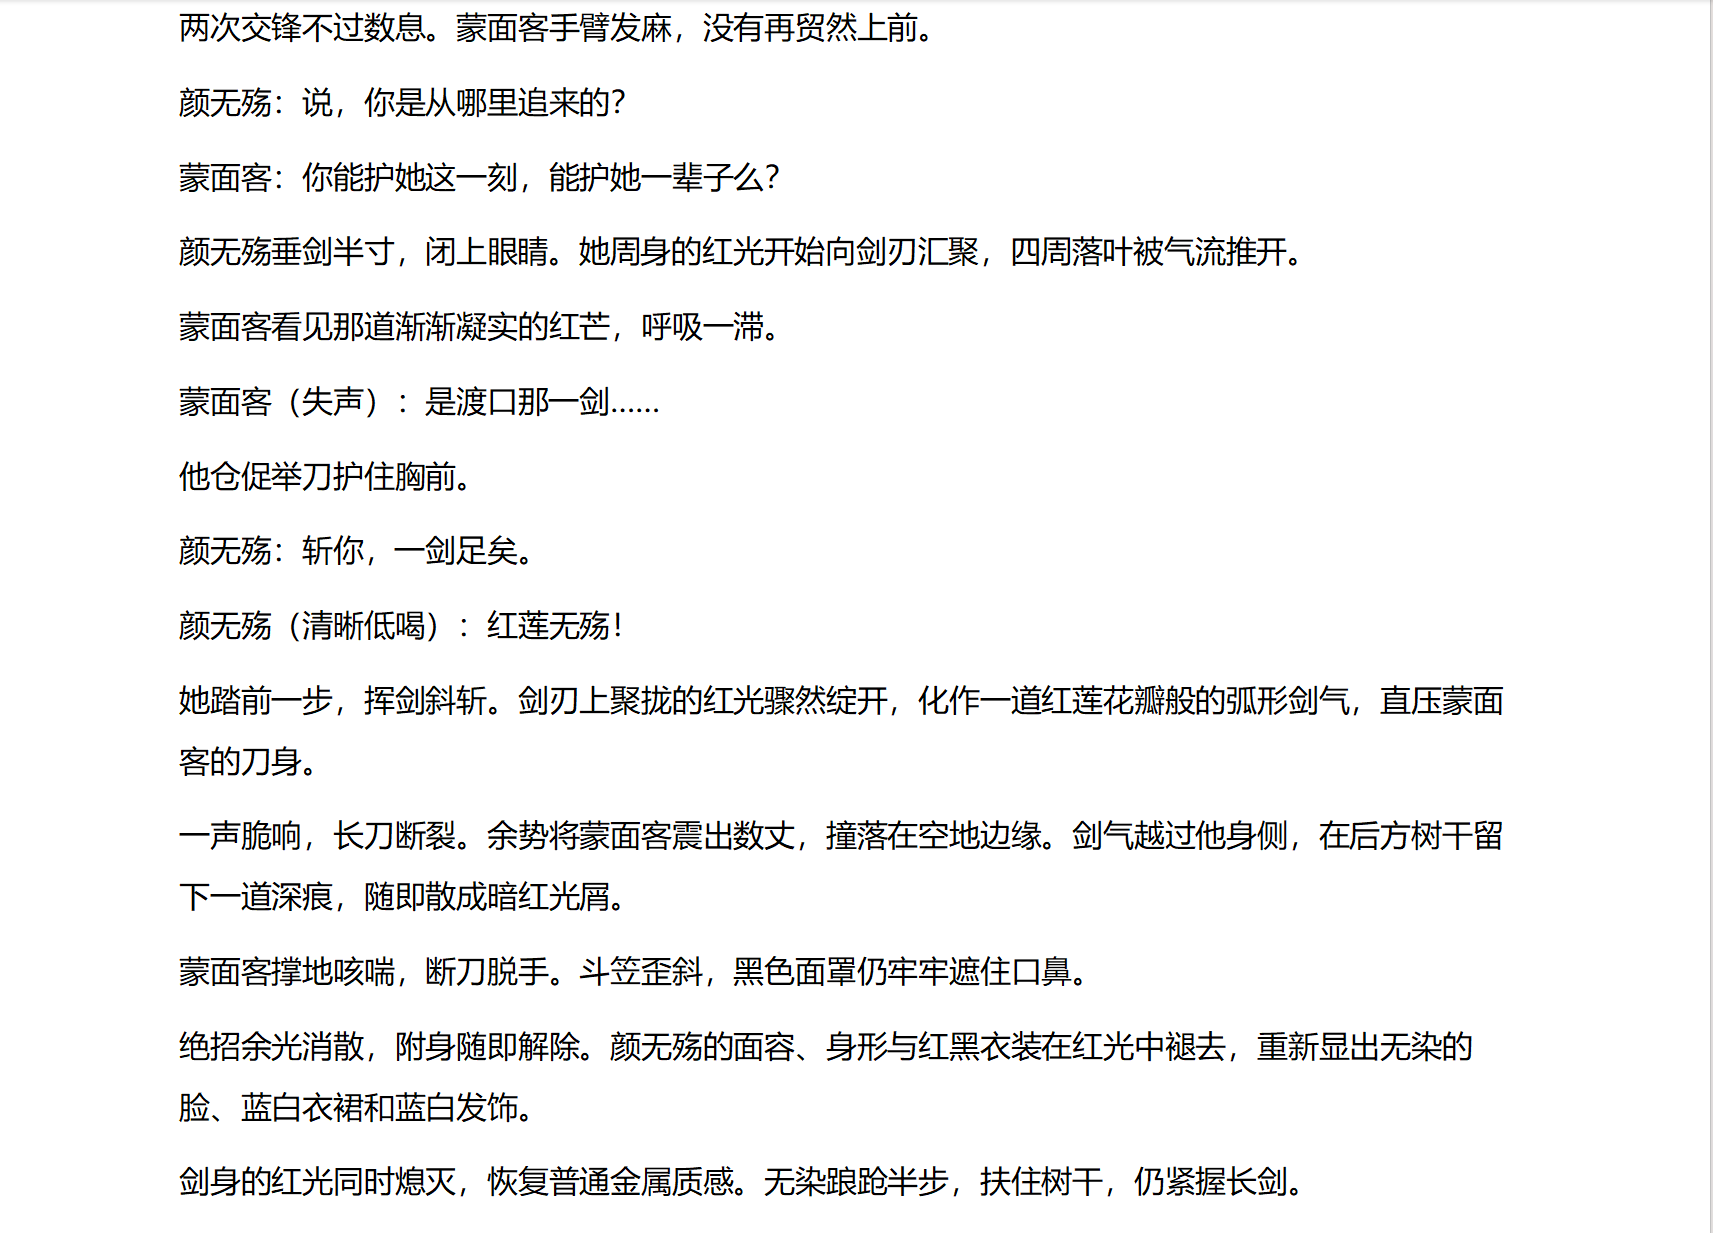 两次交锋不过数息。蒙面客手臂发麻，没有再贸然上前。
颜无殇：说，你是从哪里追来的？
蒙面客：你能护她这一刻，能护她一辈子么？
颜无殇垂剑半寸，闭上眼睛。她周身的红光开始向剑刃汇聚，四周落叶被气流推开。
蒙面客看见那道渐渐凝实的红芒，呼吸一滞。
蒙面客（失声）：是渡口那一剑……
他仓促举刀护住胸前。
颜无殇：斩你，一剑足矣。
颜无殇（清晰低喝）：红莲无殇！
她踏前一步，挥剑斜斩。剑刃上聚拢的红光骤然绽开，化作一道红莲花瓣般的弧形剑气，直压蒙面
客的刀身。
一声脆响，长刀断裂。余势将蒙面客震出数丈，撞落在空地边缘。剑气越过他身侧，在后方树干留
下一道深痕，随即散成暗红光屑。
蒙面客撑地咳喘，断刀脱手。斗笠歪斜，黑色面罩仍牢牢遮住口鼻。
绝招余光消散，附身随即解除。颜无殇的面容、身形与红黑衣装在红光中褪去，重新显出无染的
脸、蓝白衣裙和蓝白发饰。
剑身的红光同时熄灭，恢复普通金属质感。无染踉跄半步，扶住树干，仍紧握长剑。